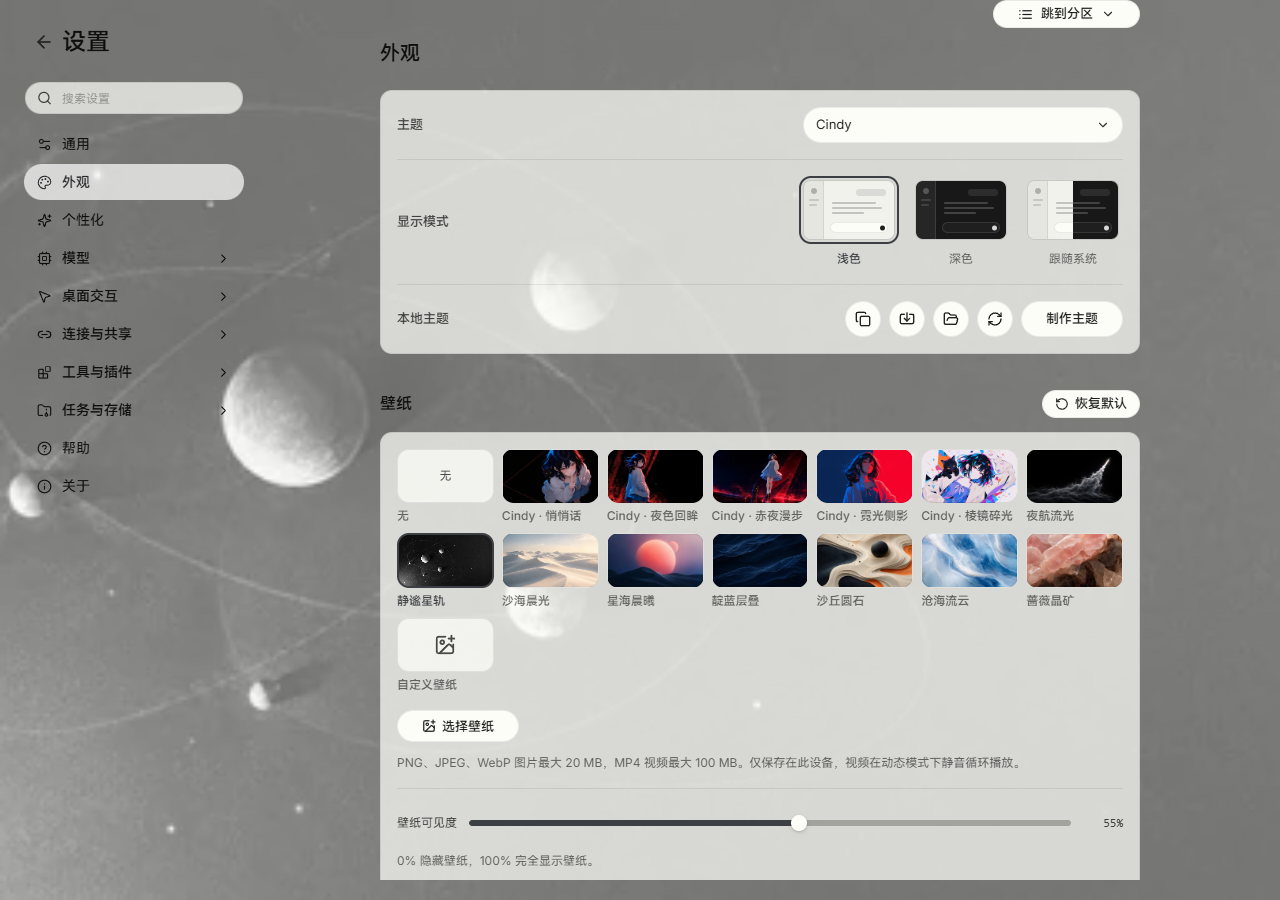 跳到分区
设置
外观
搜索设置
通用
外观
个性化
模型
桌面交互
连接与共享
工具与插件
任务与存储
帮助
关于
主题
Cindy
显示模式
浅色
深色
跟随系统
本地主题
制作主题
壁纸
恢复默认
无
无
Cindy · 悄悄话
Cindy · 夜色回眸
Cindy · 赤夜漫步
Cindy · 霓光侧影
Cindy · 棱镜碎光
夜航流光
静谧星轨
沙海晨光
星海晨曦
靛蓝层叠
沙丘圆石
沧海流云
蔷薇晶矿
自定义壁纸
选择壁纸
PNG、JPEG、WebP 图片最大 20 MB，MP4 视频最大 100 MB。仅保存在此设备，视频在动态模式下静音循环播放。
壁纸可见度
55%
0% 隐藏壁纸，100% 完全显示壁纸。